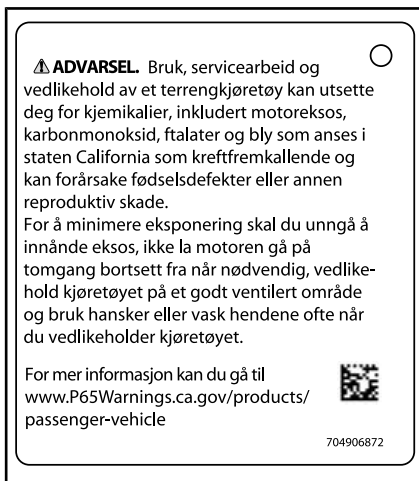 ⚠ ADVARSEL. Bruk, servicearbeid og
vedlikehold av et terrengkjøretøy kan utsette
deg for kjemikalier, inkludert motoreksos,
karbonmonoksid, ftalater og bly som anses i
staten California som kreftfremkallende og
kan forårsake fødselsdefekter eller annen
reproduktiv skade.
For å minimere eksponering skal du unngå å
innånde eksos, ikke la motoren gå på
tomgang bortsett fra når nødvendig, vedlike-
hold kjøretøyet på et godt ventilert område
og bruk hansker eller vask hendene ofte når
du vedlikeholder kjøretøyet.
For mer informasjon kan du gå til
www.P65Warnings.ca.gov/products/
passenger-vehicle
704906872